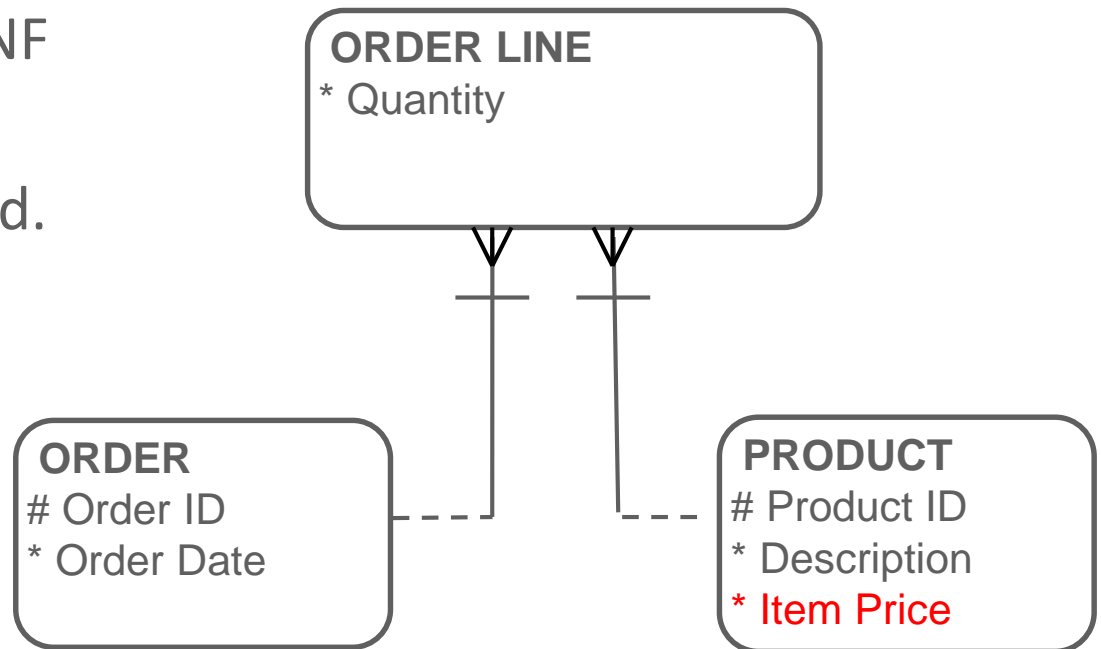 NF
d.
ORDER LINE
* Quantity
ORDER
# Order ID
* Order Date
PRODUCT
# Product ID
* Description
* Item Price